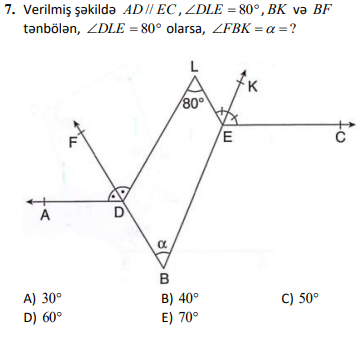 7. Verilmiş şəkildə AD // EC, ∠DLE = 80°, BK və BF
tənbölən, ∠DLE = 80° olarsa, ∠FBK = α = ?
L
K
80°
F
E
C
A
D
α
B
A) 30° B) 40° C) 50°
D) 60° E) 70°